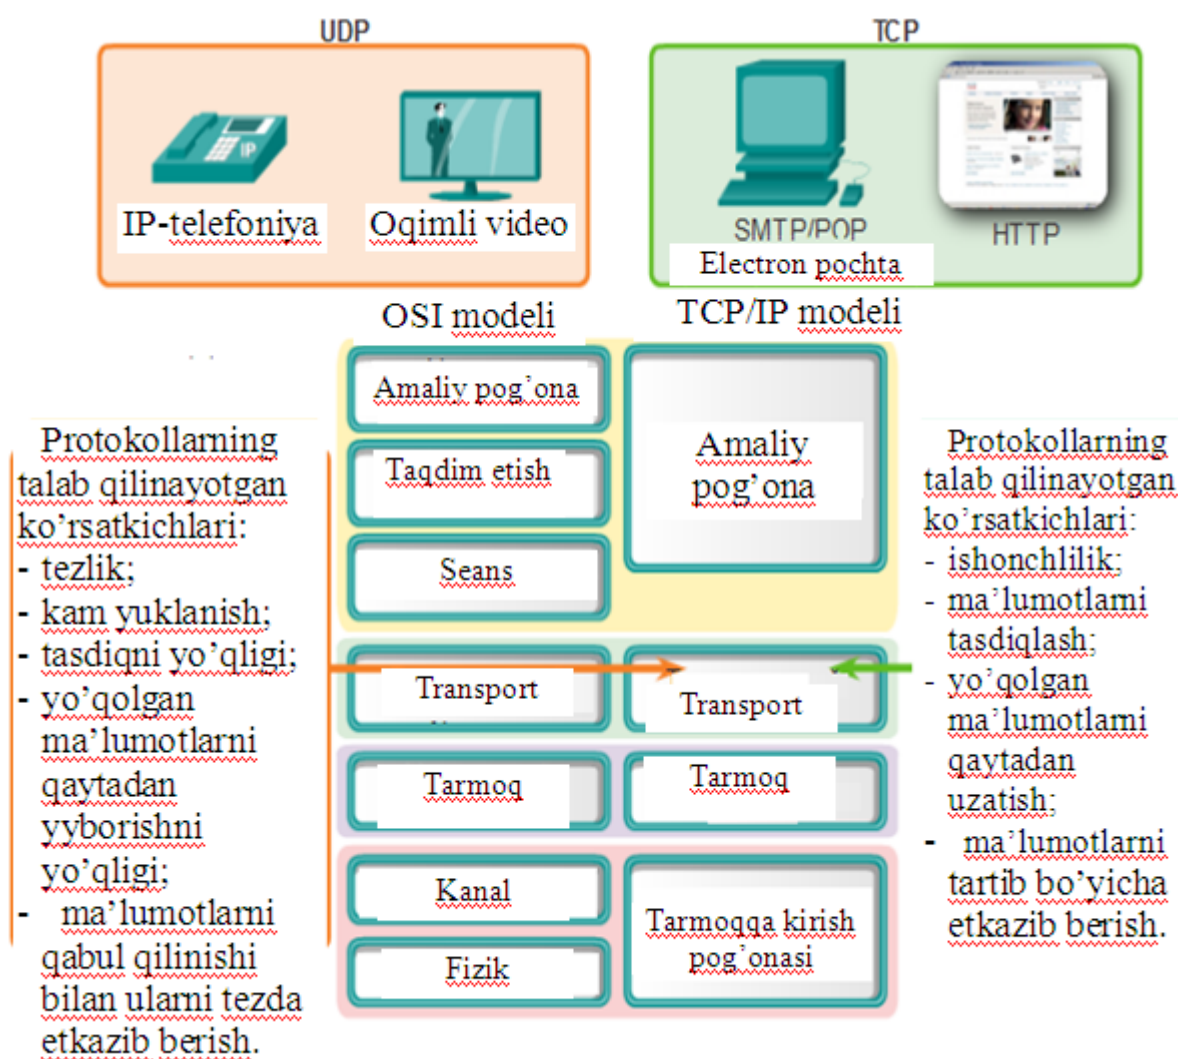 UDP
TCP
IP
IP-telefoniya
Oqimli video
SMTP/POP
HTTP
Electron pochta
OSI modeli
TCP/IP modeli
Amaliy pog’ona
Taqdim etish
Seans
Transport
Tarmoq
Kanal
Fizik
Amaliy
pog’ona
Transport
Tarmoq
Tarmoqqa kirish
pog’onasi
Protokollarning
talab qilinayotgan
ko’rsatkichlari:
- tezlik;
- kam yuklanish;
- tasdiqni yo’qligi;
- yo’qolgan
ma’lumotlarni
qaytadan
yyborishni
yo’qligi;
- ma’lumotlarni
qabul qilinishi
bilan ularni tezda
etkazib berish.
Protokollarning
talab qilinayotgan
ko’rsatkichlari:
- ishonchlilik;
- ma’lumotlarni
tasdiqlash;
- yo’qolgan
ma’lumotlarni
qaytadan
uzatish;
- ma’lumotlarni
tartib bo’yicha
etkazib berish.